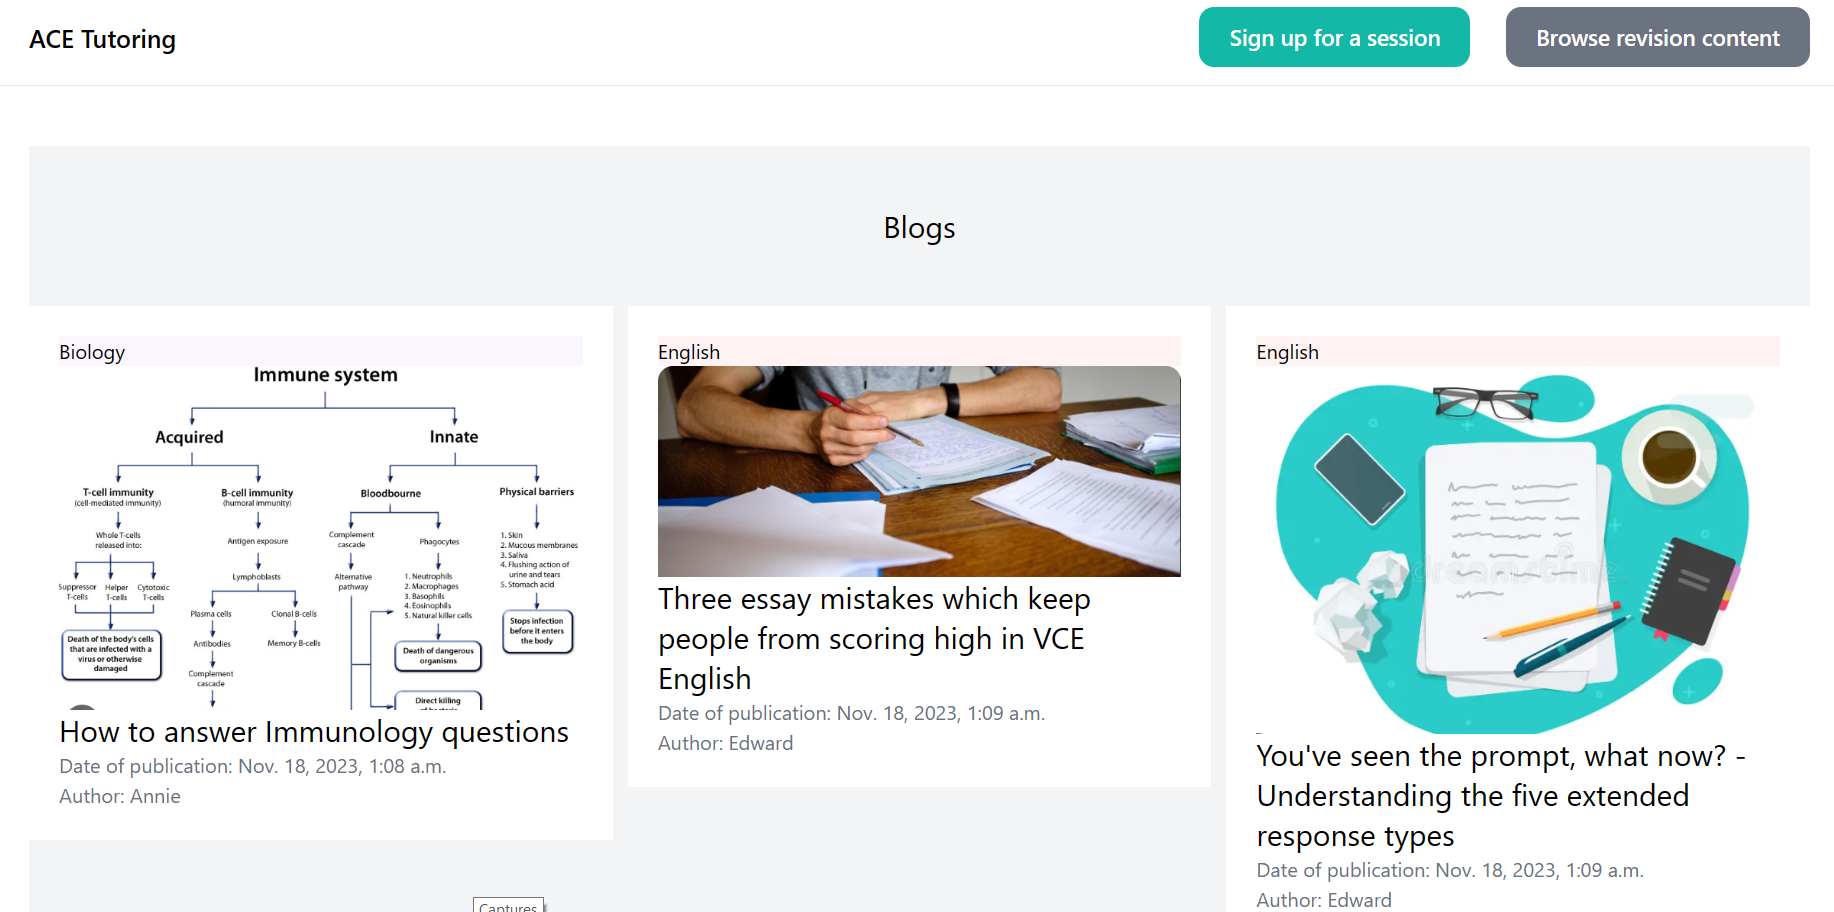 ACE Tutoring
Sign up for a session
Browse revision content
Blogs
Biology
Immune system
Acquired
Innate
T-cell immunity
(cell-mediated immunity)
B-cell immunity
(humoral immunity)
Bloodbourne
Physical barriers
Whole T-cells
released into:
Antigen exposure
Complement
cascade
Phagocytes
1. Skin
2. Mucous membranes
3. Saliva
4. Flushing action of
urine and tears
5. Stomach acid
Lymphoblasts
Alternative
pathway
1. Neutrophils
2. Macrophages
3. Basophils
4. Eosinophils
5. Natural killer cells
Suppressor
T-cells
Helper
T-cells
Cytotoxic
T-cells
Plasma cells
Clonal B-cells
Stops infection
before it enters
the body
Death of the body's cells
that are infected with a
virus or otherwise
damaged
Antibodies
Memory B-cells
Death of dangerous
organisms
Complement
cascade
Direct killing
How to answer Immunology questions
Date of publication: Nov. 18, 2023, 1:08 a.m.
Author: Annie
English
Three essay mistakes which keep
people from scoring high in VCE
English
Date of publication: Nov. 18, 2023, 1:09 a.m.
Author: Edward
English
dreamstime
You've seen the prompt, what now? -
Understanding the five extended
response types
Date of publication: Nov. 18, 2023, 1:09 a.m.
Author: Edward
Captures